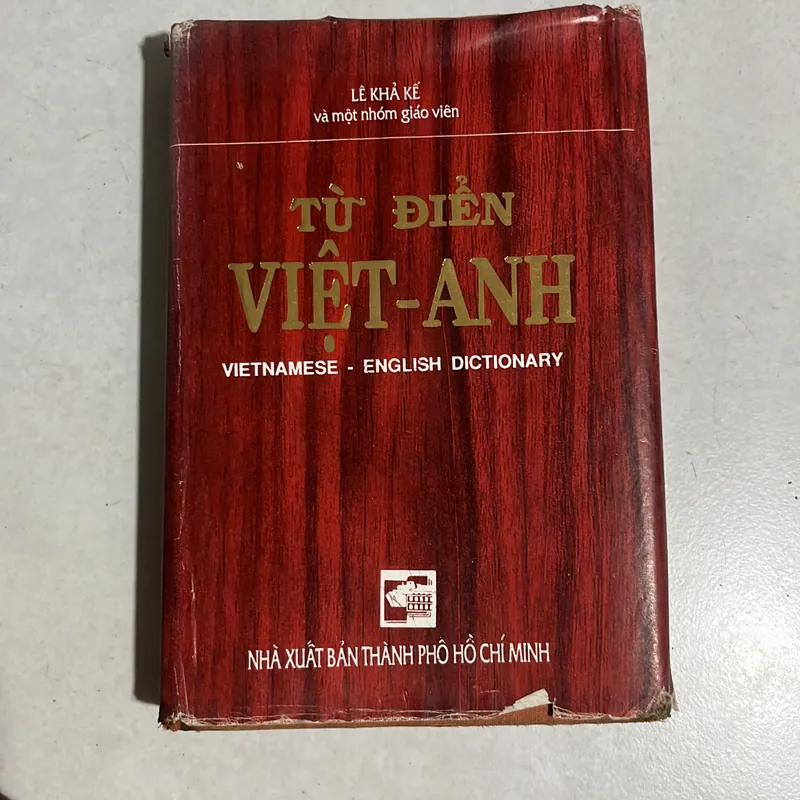 LÊ KHẢ KẾ
và một nhóm giáo viên
TỪ ĐIỂN
VIỆT-ANH
VIETNAMESE - ENGLISH DICTIONARY
NHÀ XUẤT BẢN THÀNH PHỐ HỒ CHÍ MINH